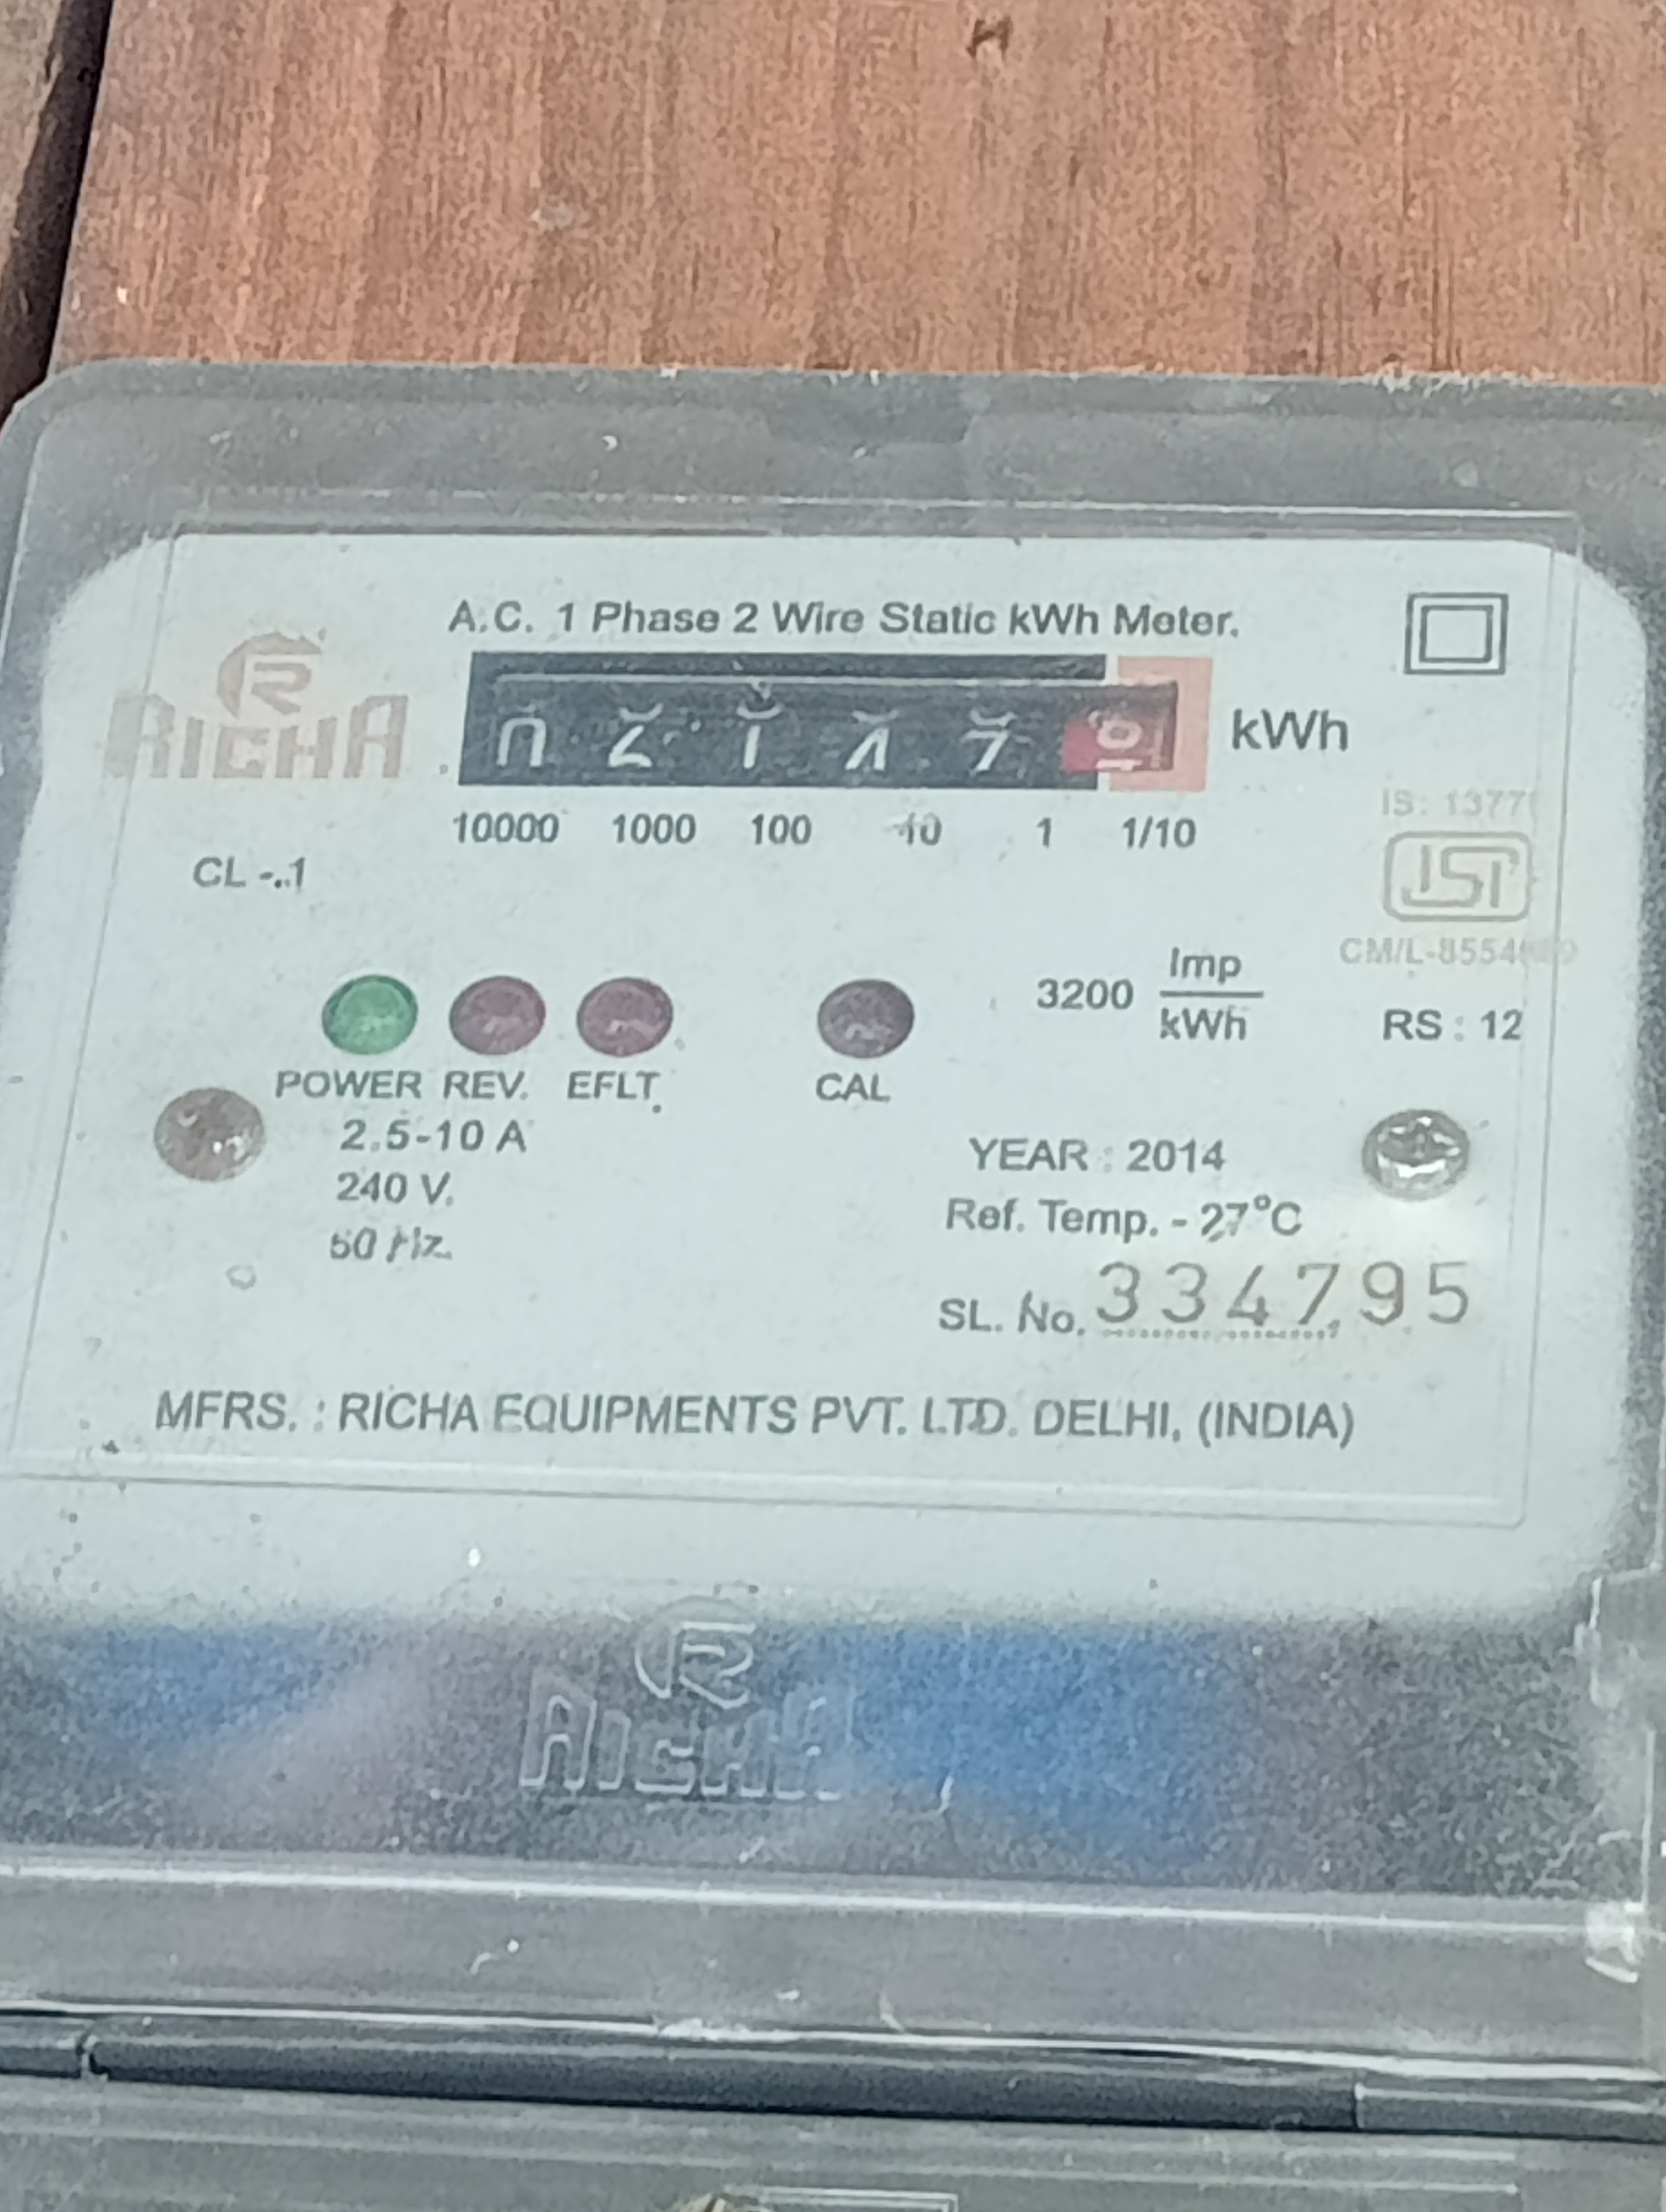 A.C. 1 Phase 2 Wire Static kWh Meter.
RICHA
kWh
10000 1000 100 10 1 1/10
IS: 1377
CL -.1
ISI
CM/L-8554
3200 Imp/kWh
RS : 12
POWER REV. EFLT. CAL
2.5-10 A
240 V.
50 Hz.
YEAR : 2014
Ref. Temp. - 27°C
SL. No. 334795
MFRS. : RICHA EQUIPMENTS PVT. LTD. DELHI, (INDIA)
RICHA